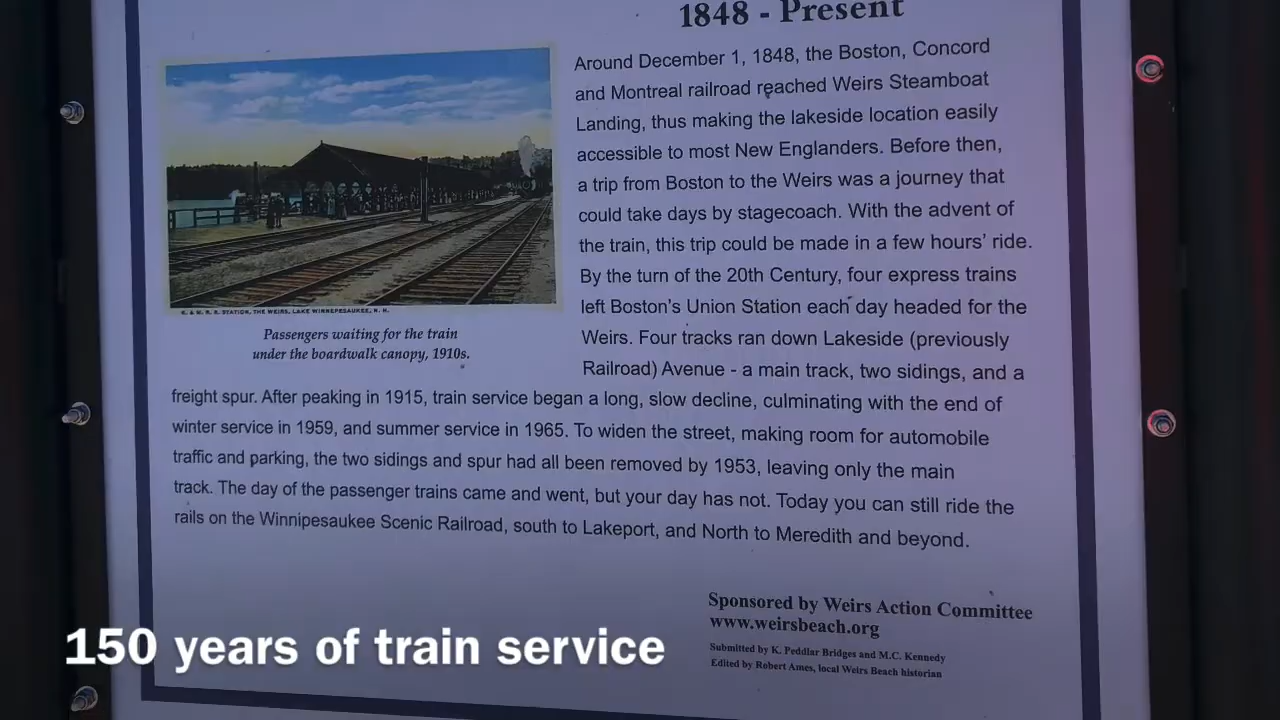 1848 - Present
Around December 1, 1848, the Boston, Concord
and Montreal railroad reached Weirs Steamboat
Landing, thus making the lakeside location easily
accessible to most New Englanders. Before then,
a trip from Boston to the Weirs was a journey that
could take days by stagecoach. With the advent of
the train, this trip could be made in a few hours' ride.
By the turn of the 20th Century, four express trains
left Boston's Union Station each day headed for the
Weirs. Four tracks ran down Lakeside (previously
Railroad) Avenue - a main track, two sidings, and a
freight spur. After peaking in 1915, train service began a long, slow decline, culminating with the end of
winter service in 1959, and summer service in 1965. To widen the street, making room for automobile
traffic and parking, the two sidings and spur had all been removed by 1953, leaving only the main
track. The day of the passenger trains came and went, but your day has not. Today you can still ride the
rails on the Winnipesaukee Scenic Railroad, south to Lakeport, and North to Meredith and beyond.
& M. R. R. STATION, THE WEIRS, LAKE WINNEPESAUKEE, N. H.
Passengers waiting for the train
under the boardwalk canopy, 1910s.
Sponsored by Weirs Action Committee
www.weirsbeach.org
Submitted by K. Peddlar Bridges and M.C. Kennedy
Edited by Robert Ames, local Weirs Beach historian
150 years of train service